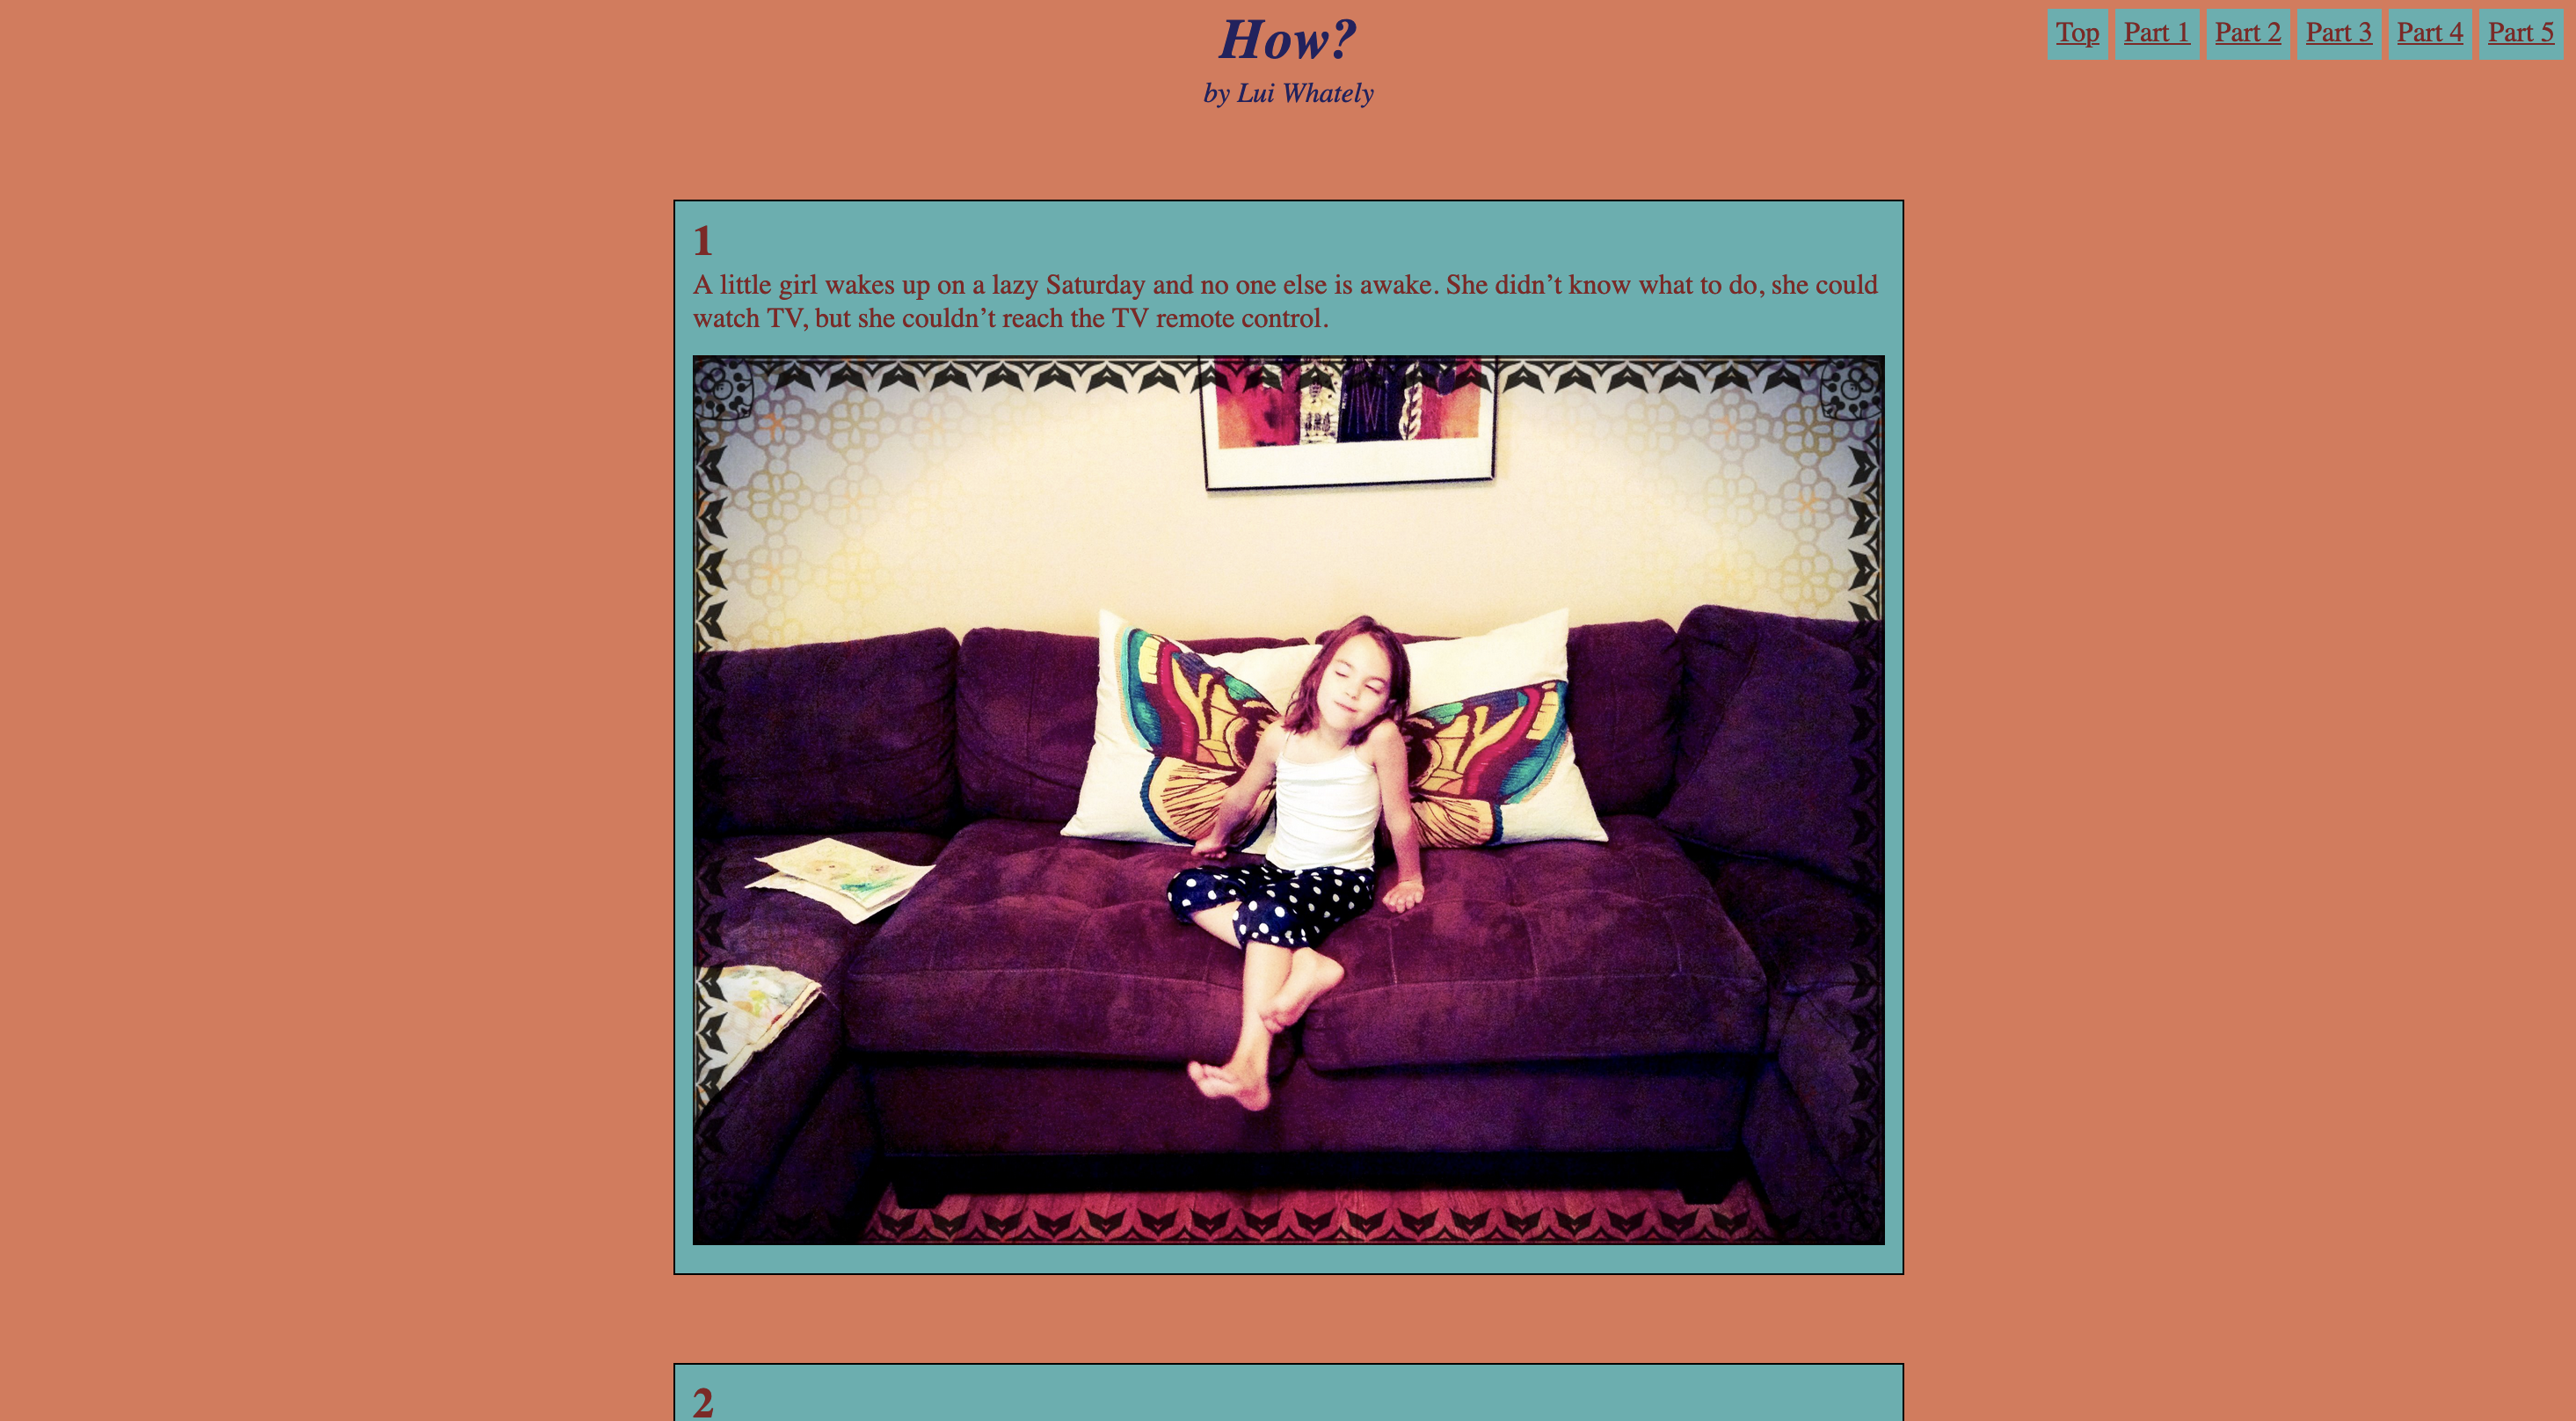 How?
by Lui Whately
Top Part 1 Part 2 Part 3 Part 4 Part 5
1
A little girl wakes up on a lazy Saturday and no one else is awake. She didn’t know what to do, she could
watch TV, but she couldn’t reach the TV remote control.
2